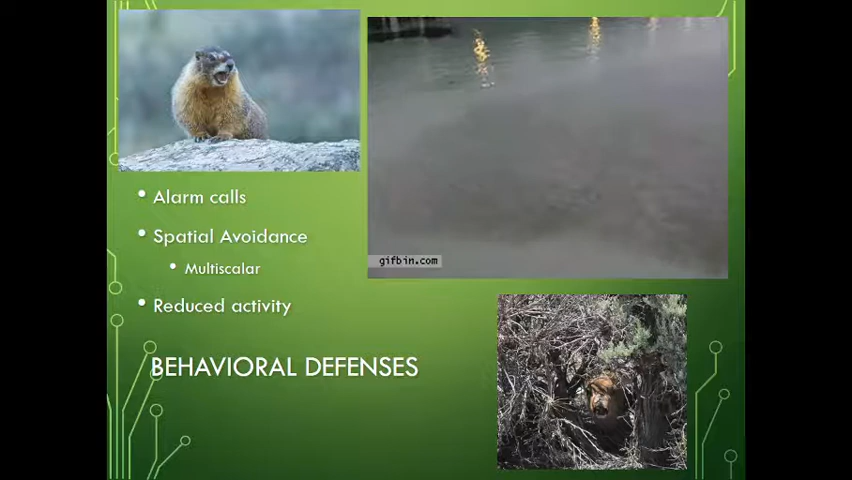 Alarm calls
Spatial Avoidance
Multiscalar
Reduced activity
BEHAVIORAL DEFENSES
gifbin.com